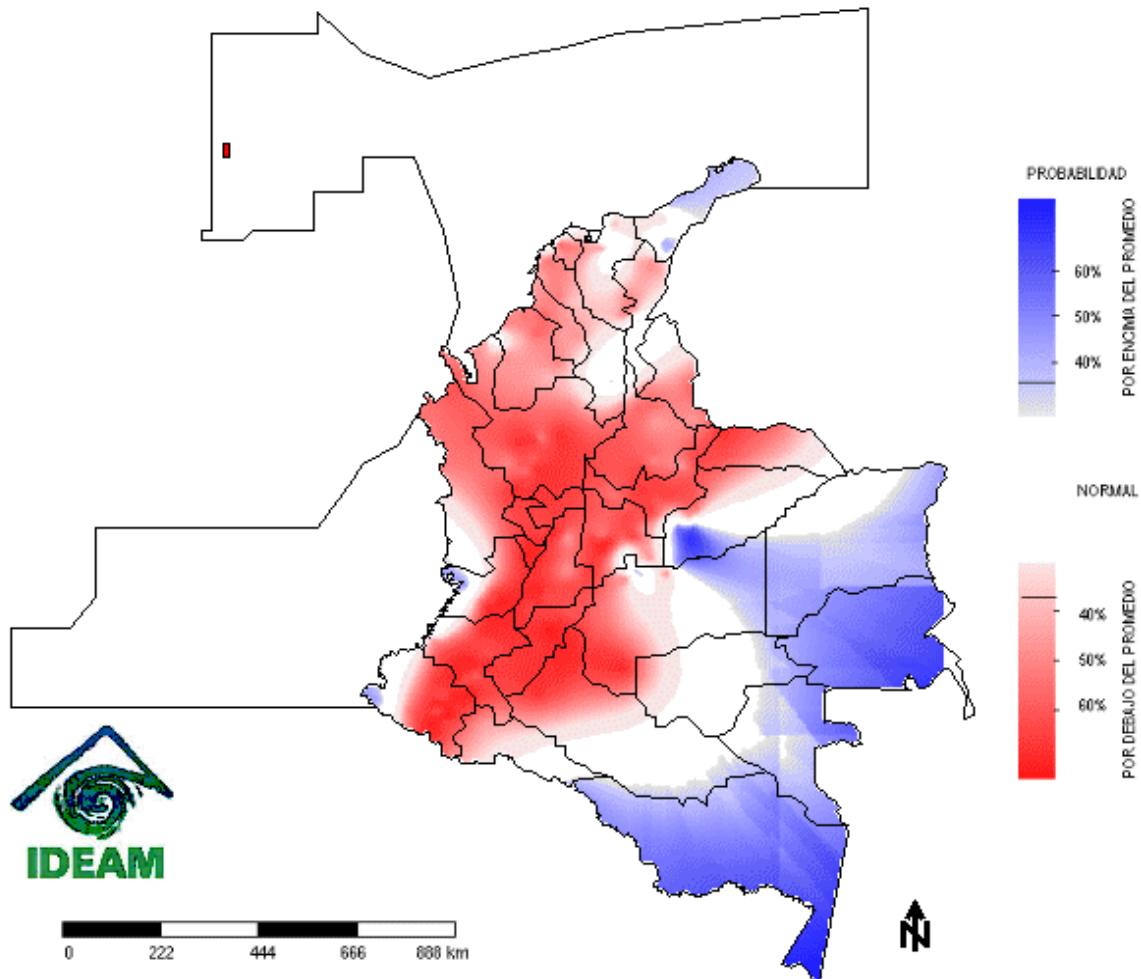 PROBABILIDAD
60%
50%
40%
POR ENCIMA DEL PROMEDIO
NORMAL
40%
50%
60%
POR DEBAJO DEL PROMEDIO
IDEAM
0 222 444 666 888 km
N